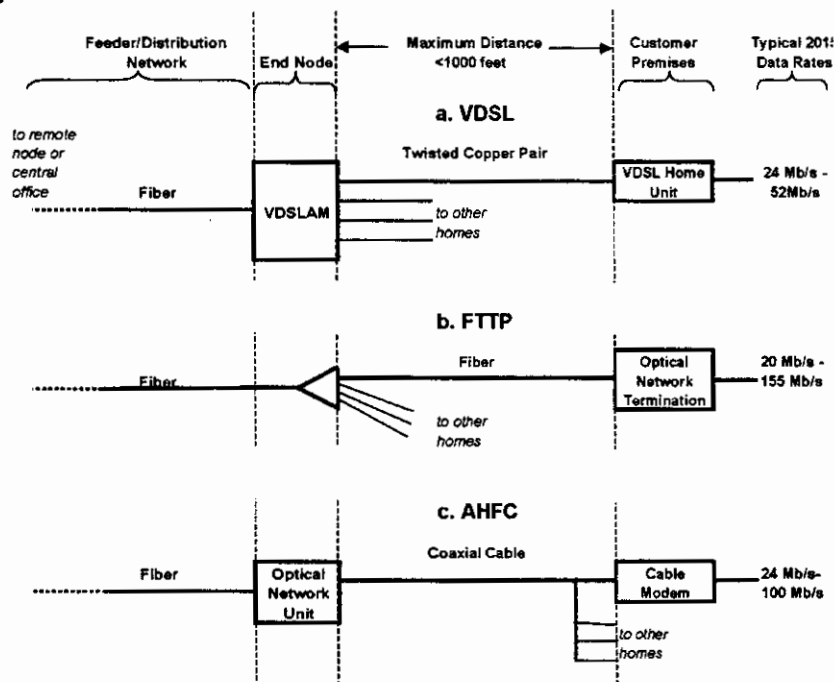 Feeder/Distribution
Network
End Node
Maximum Distance
<1000 feet
Customer
Premises
Typical 201
Data Rates
a. VDSL
to remote
node or
central
office
Fiber
VDSLAM
Twisted Copper Pair
to other
homes
VDSL Home
Unit
24 Mb/s -
52Mb/s
b. FTTP
Fiber
Fiber
to other
homes
Optical
Network
Termination
20 Mb/s -
155 Mb/s
c. AHFC
Fiber
Optical
Network
Unit
Coaxial Cable
to other
homes
Cable
Modem
24 Mb/s-
100 Mb/s